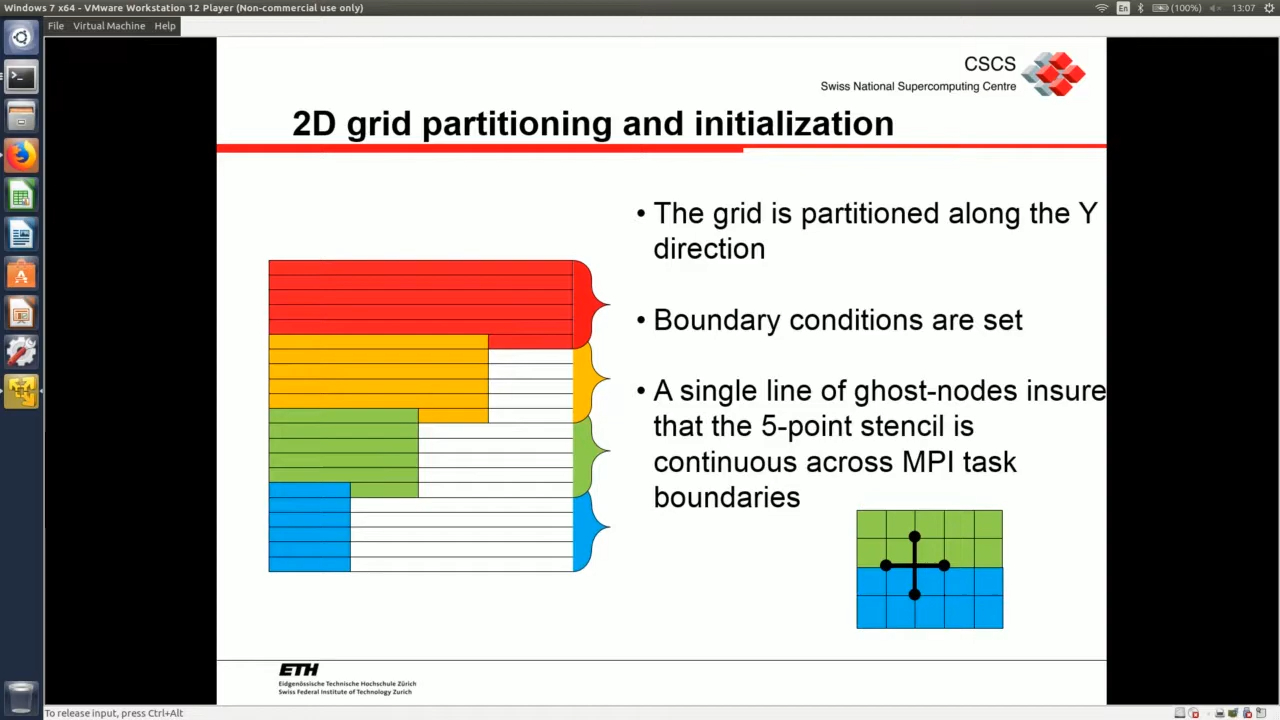 Windows 7 x64 - VMware Workstation 12 Player (Non-commercial use only)
En
(100%)
13:07
File Virtual Machine Help
CSCS
Swiss National Supercomputing Centre
2D grid partitioning and initialization
• The grid is partitioned along the Y
direction
• Boundary conditions are set
• A single line of ghost-nodes insure
that the 5-point stencil is
continuous across MPI task
boundaries
ETH
Eidgenössische Technische Hochschule Zürich
Swiss Federal Institute of Technology Zurich
To release input, press Ctrl+Alt